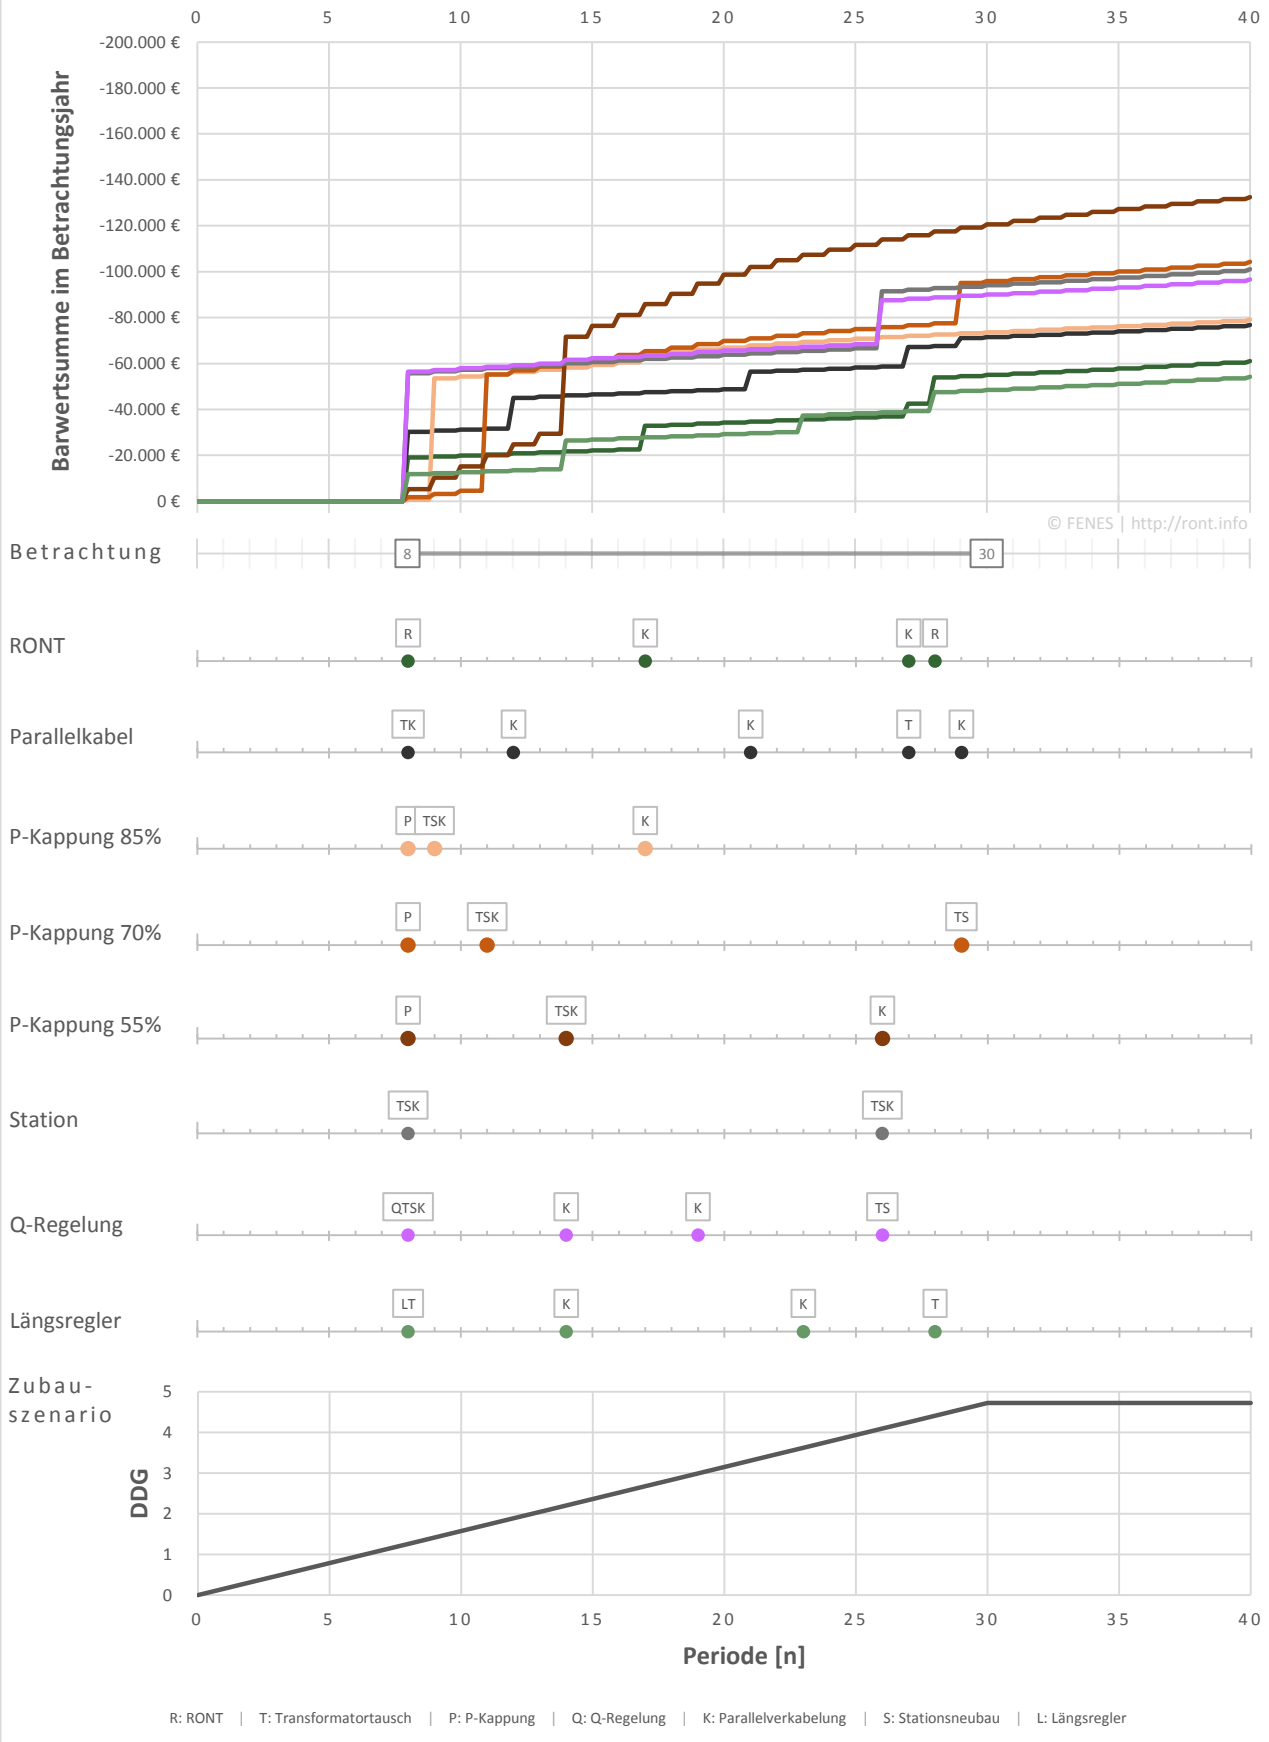 0 5 10 15 20 25 30 35 40
Barwertsumme im Betrachtungsjahr
-200.000 €
-180.000 €
-160.000 €
-140.000 €
-120.000 €
-100.000 €
-80.000 €
-60.000 €
-40.000 €
-20.000 €
0 €
© FENES | http://ront.info
Betrachtung 8 30
RONT R K K R
Parallelkabel TK K K T K
P-Kappung 85% P TSK K
P-Kappung 70% P TSK TS
P-Kappung 55% P TSK K
Station TSK TSK
Q-Regelung QTSK K K TS
Längsregler LT K K T
Zubau-
szenario
DDG
5
4
3
2
1
0
0 5 10 15 20 25 30 35 40
Periode [n]
R: RONT | T: Transformatortausch | P: P-Kappung | Q: Q-Regelung | K: Parallelverkabelung | S: Stationsneubau | L: Längsregler